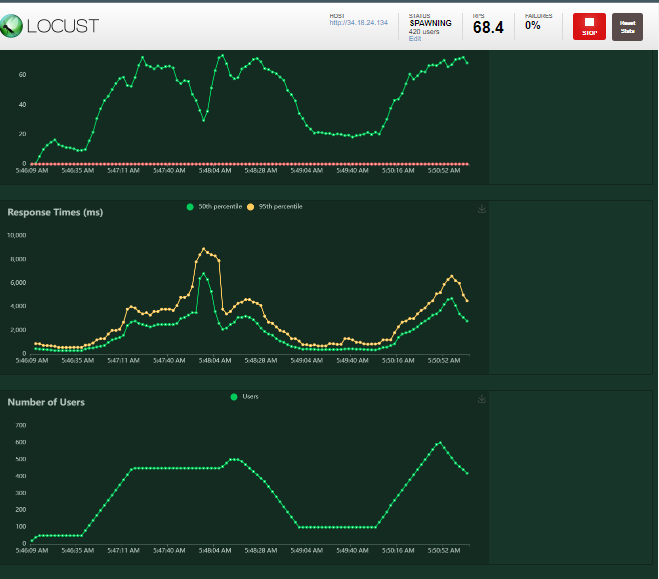 LOCUST
HOST
http://34.18.24.134
STATUS
SPAWNING
420 users
Edit
RPS
68.4
FAILURES
0%
STOP
Reset
Stats
60
40
20
0
5:46:09 AM 5:46:35 AM 5:47:11 AM 5:47:40 AM 5:48:04 AM 5:48:28 AM 5:49:04 AM 5:49:40 AM 5:50:16 AM 5:50:52 AM
Response Times (ms)
50th percentile 95th percentile
10,000
8,000
6,000
4,000
2,000
0
5:46:09 AM 5:46:35 AM 5:47:11 AM 5:47:40 AM 5:48:04 AM 5:48:28 AM 5:49:04 AM 5:49:40 AM 5:50:16 AM 5:50:52 AM
Number of Users
Users
700
600
500
400
300
200
100
0
5:46:09 AM 5:46:35 AM 5:47:11 AM 5:47:40 AM 5:48:04 AM 5:48:28 AM 5:49:04 AM 5:49:40 AM 5:50:16 AM 5:50:52 AM